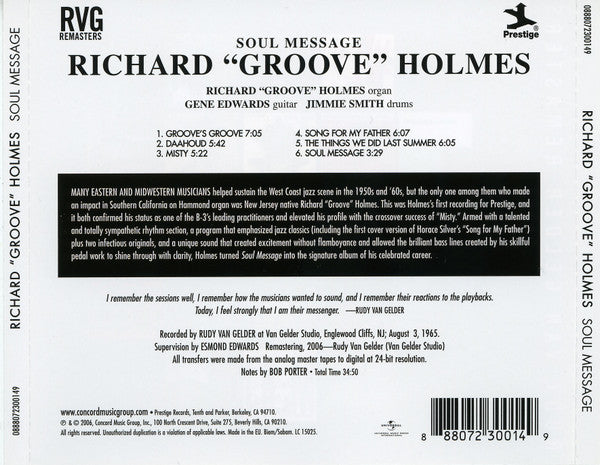 0888072300149
RICHARD "GROOVE" HOLMES SOUL MESSAGE
RVG
REMASTERS
Prestige
SOUL MESSAGE
RICHARD "GROOVE" HOLMES
RICHARD "GROOVE" HOLMES organ
GENE EDWARDS guitar JIMMIE SMITH drums
1. GROOVE'S GROOVE 7:05
2. DAAHOUD 5:42
3. MISTY 5:22
4. SONG FOR MY FATHER 6:07
5. THE THINGS WE DID LAST SUMMER 6:05
6. SOUL MESSAGE 3:29
MANY EASTERN AND MIDWESTERN MUSICIANS helped sustain the West Coast jazz scene in the 1950s and '60s, but the only one among them who made
an impact in Southern California on Hammond organ was New Jersey native Richard "Groove" Holmes. This was Holmes's first recording for Prestige, and
it both confirmed his status as one of the B-3's leading practitioners and elevated his profile with the crossover success of "Misty." Armed with a talented
and totally sympathetic rhythm section, a program that emphasized jazz classics (including the first cover version of Horace Silver's "Song for My Father")
plus two infectious originals, and a unique sound that created excitement without flamboyance and allowed the brilliant bass lines created by his skillful
pedal work to shine through with clarity, Holmes turned Soul Message into the signature album of his celebrated career.
I remember the sessions well, I remember how the musicians wanted to sound, and I remember their reactions to the playbacks.
Today, I feel strongly that I am their messenger. —RUDY VAN GELDER
Recorded by RUDY VAN GELDER at Van Gelder Studio, Englewood Cliffs, NJ; August 3, 1965.
Supervision by ESMOND EDWARDS Remastering, 2006—Rudy Van Gelder (Van Gelder Studio)
All transfers were made from the analog master tapes to digital at 24-bit resolution.
Notes by BOB PORTER • Total Time 34:50
www.concordmusicgroup.com • Prestige Records, Tenth and Parker, Berkeley, CA 94710.
℗ & © 2006, Concord Music Group, Inc., 100 North Crescent Drive, Suite 275, Beverly Hills, CA 90210.
All rights reserved. Unauthorized duplication is a violation of applicable laws. Made in the EU. Biem/Sabam. LC 15025.
UNIVERSAL
8 88072 30014 9
0888072300149
RICHARD "GROOVE" HOLMES SOUL MESSAGE